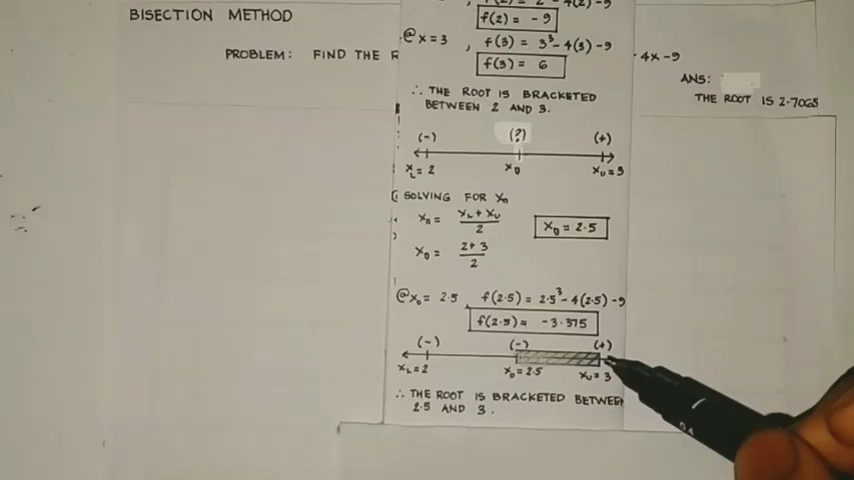 BISECTION METHOD
PROBLEM: FIND THE R
- 4x -9
ANS:
THE ROOT IS 2.7065
f(2) = -9
@x=3 , f(3) = 3³-4(3)-9
f(3) = 6
∴ THE ROOT IS BRACKETED
BETWEEN 2 AND 3.
(-) (?) (+)
xL = 2 x0 xU = 3
SOLVING FOR xn
xn = xL + xU / 2
x0 = 2.5
x0 = 2+3 / 2
@x0 = 2.5 , f(2.5) = 2.5³-4(2.5)-9
f(2.5) = -3.375
(-) (-) (+)
xL = 2 x0 = 2.5 xU = 3
∴ THE ROOT IS BRACKETED BETWEEN
2.5 AND 3.